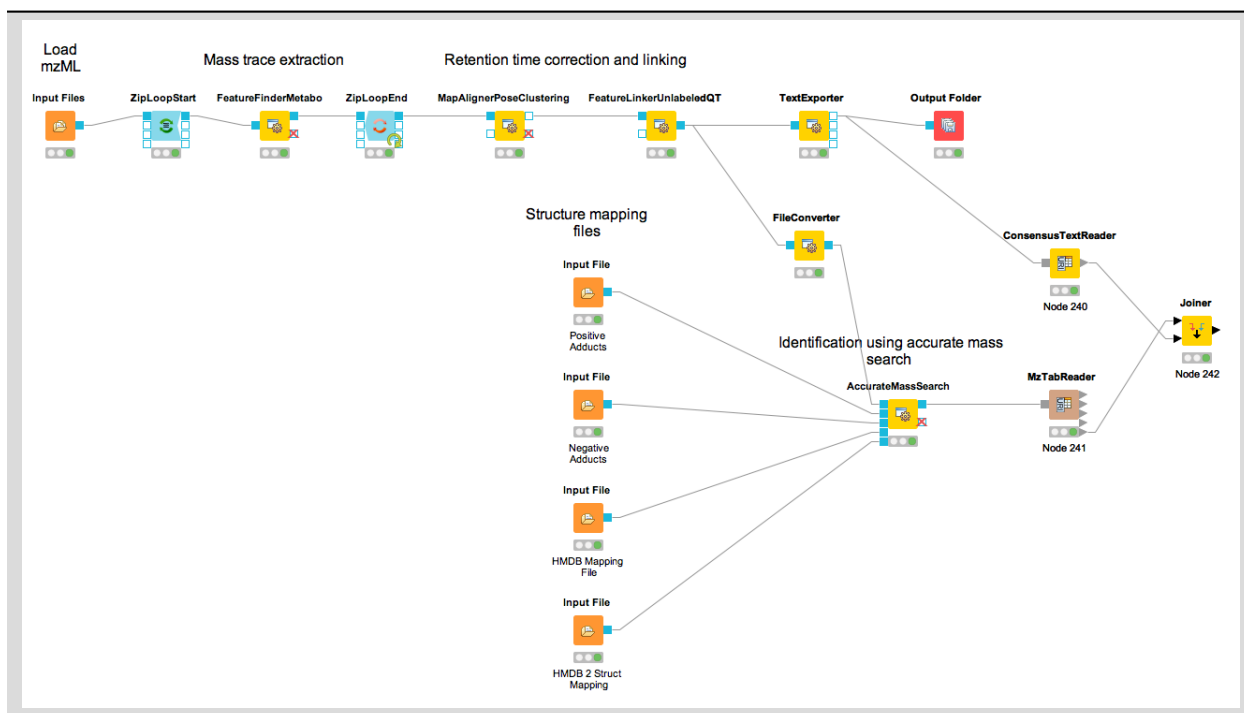 Load
mzML
Mass trace extraction
Retention time correction and linking
Input Files
ZipLoopStart
FeatureFinderMetabo
ZipLoopEnd
MapAlignerPoseClustering
FeatureLinkerUnlabeledQT
TextExporter
Output Folder
Structure mapping
files
FileConverter
ConsensusTextReader
Input File
Node 240
Joiner
Positive
Adducts
Identification using accurate mass
search
Node 242
Input File
AccurateMassSearch
MzTabReader
Negative
Adducts
Node 241
Input File
HMDB Mapping
File
Input File
HMDB 2 Struct
Mapping